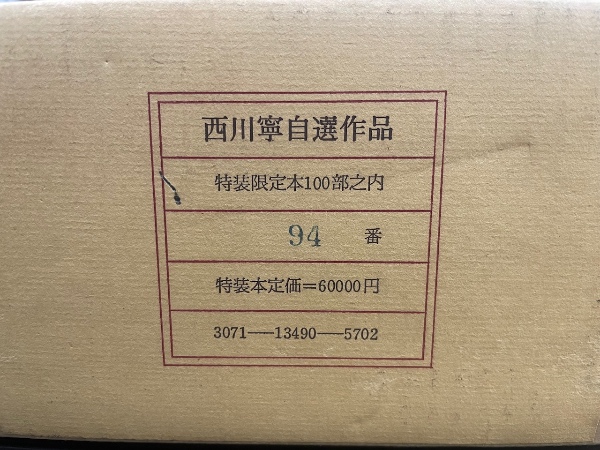 西川寧自選作品
特装限定本100部之内
94 番
特装本定価=60000円
3071—13490—5702